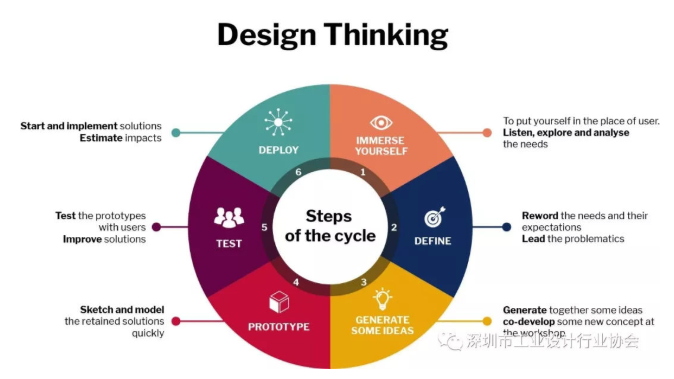 Design Thinking
Start and implement solutions
Estimate impacts
DEPLOY
6
IMMERSE
YOURSELF
1
To put yourself in the place of user.
Listen, explore and analyse
the needs
Test the prototypes
with users
Improve solutions
TEST
5
Steps
of the cycle
2
DEFINE
Reword the needs and their
expectations
Lead the problematics
Sketch and model
the retained solutions
quickly
4
PROTOTYPE
3
GENERATE
SOME IDEAS
Generate together some ideas
co-develop some new concept at
the workshop
深圳市工业设计行业协会